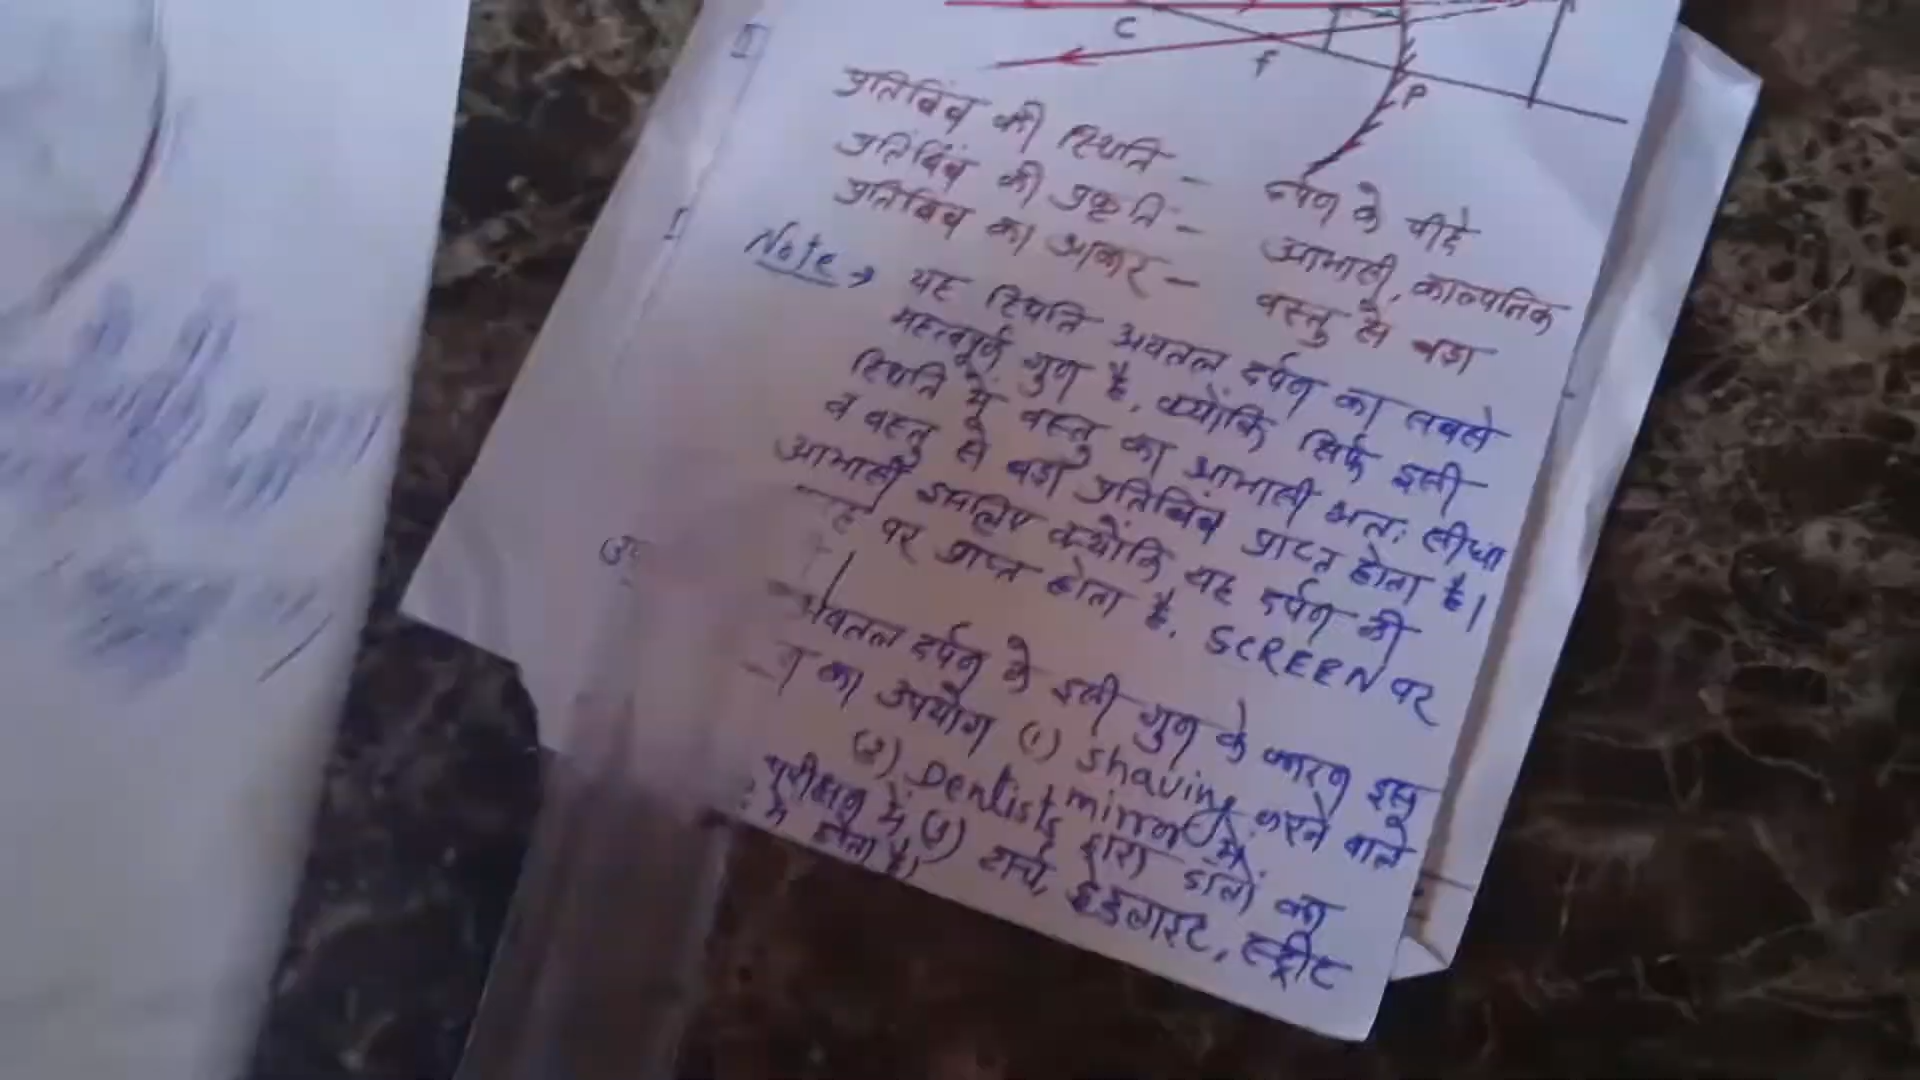 C
F
P
प्रतिबिंब की स्थिति – दर्पण के पीछे
प्रतिबिंब की प्रकृति – आभासी, काल्पनिक
प्रतिबिंब का आकार – वस्तु से बड़ा
Note → यह स्थिति अवतल दर्पण का सबसे
महत्वपूर्ण गुण है, क्योंकि सिर्फ इसी
स्थिति में वस्तु का आभासी अतः सीधा
व वस्तु से बड़ा प्रतिबिंब प्राप्त होता है।
आभासी इसलिए क्योंकि यह दर्पण की
पर प्राप्त होता है, SCREEN पर
अवतल दर्पण के इसी गुण के कारण इस
का उपयोग (1) Shaving करने वाले
mirror में
(2) Dentists द्वारा दांतों का
परीक्षण में, (3) टार्च, हेडलाइट, स्ट्रीट
में होता है।